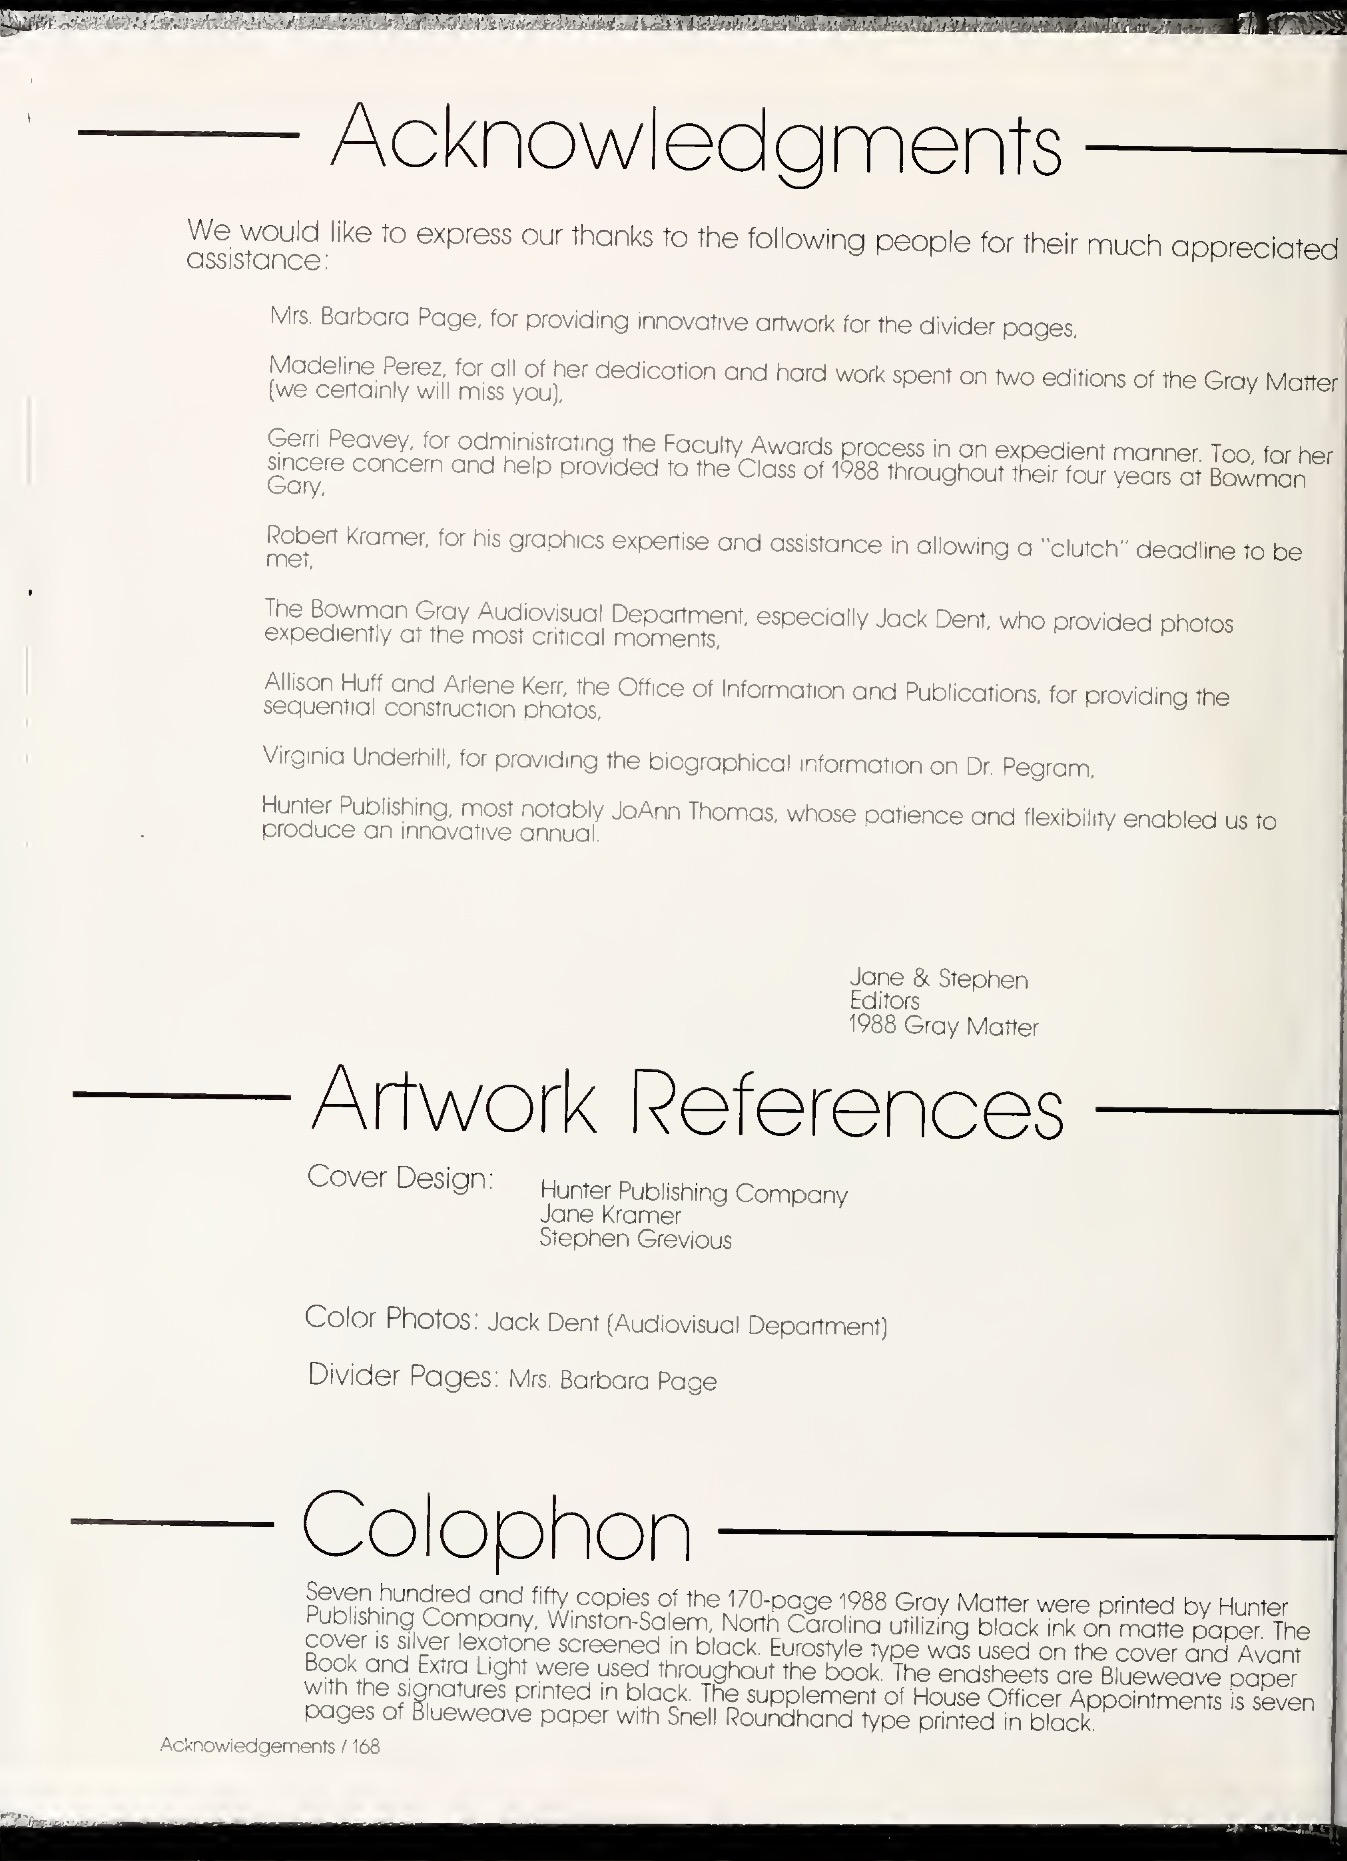 Acknowledgments
We would like to express our thanks to the following people for their much appreciated
assistance:
Mrs. Barbara Page, for providing innovative artwork for the divider pages,
Madeline Perez, for all of her dedication and hard work spent on two editions of the Gray Matter
(we certainly will miss you),
Gerri Peavey, for administrating the Faculty Awards process in an expedient manner. Too, for her
sincere concern and help provided to the Class of 1988 throughout their four years at Bowman
Gary,
Robert Kramer, for his graphics expertise and assistance in allowing a "clutch" deadline to be
met,
The Bowman Gray Audiovisual Department, especially Jack Dent, who provided photos
expediently at the most critical moments,
Allison Huff and Arlene Kerr, the Office of Information and Publications, for providing the
sequential construction photos,
Virginia Underhill, for providing the biographical information on Dr. Pegram,
Hunter Publishing, most notably JoAnn Thomas, whose patience and flexibility enabled us to
produce an innovative annual.
Jane & Stephen
Editors
1988 Gray Matter
Artwork References
Cover Design:
Hunter Publishing Company
Jane Kramer
Stephen Grevious
Color Photos: Jack Dent (Audiovisual Department)
Divider Pages: Mrs. Barbara Page
Colophon
Seven hundred and fifty copies of the 170-page 1988 Gray Matter were printed by Hunter
Publishing Company, Winston-Salem, North Carolina utilizing black ink on matte paper. The
cover is silver lexotone screened in black. Eurostyle type was used on the cover and Avant
Book and Extra Light were used throughout the book. The endsheets are Blueweave paper
with the signatures printed in black. The supplement of House Officer Appointments is seven
pages of Blueweave paper with Snell Roundhand type printed in black.
Acknowledgements / 168